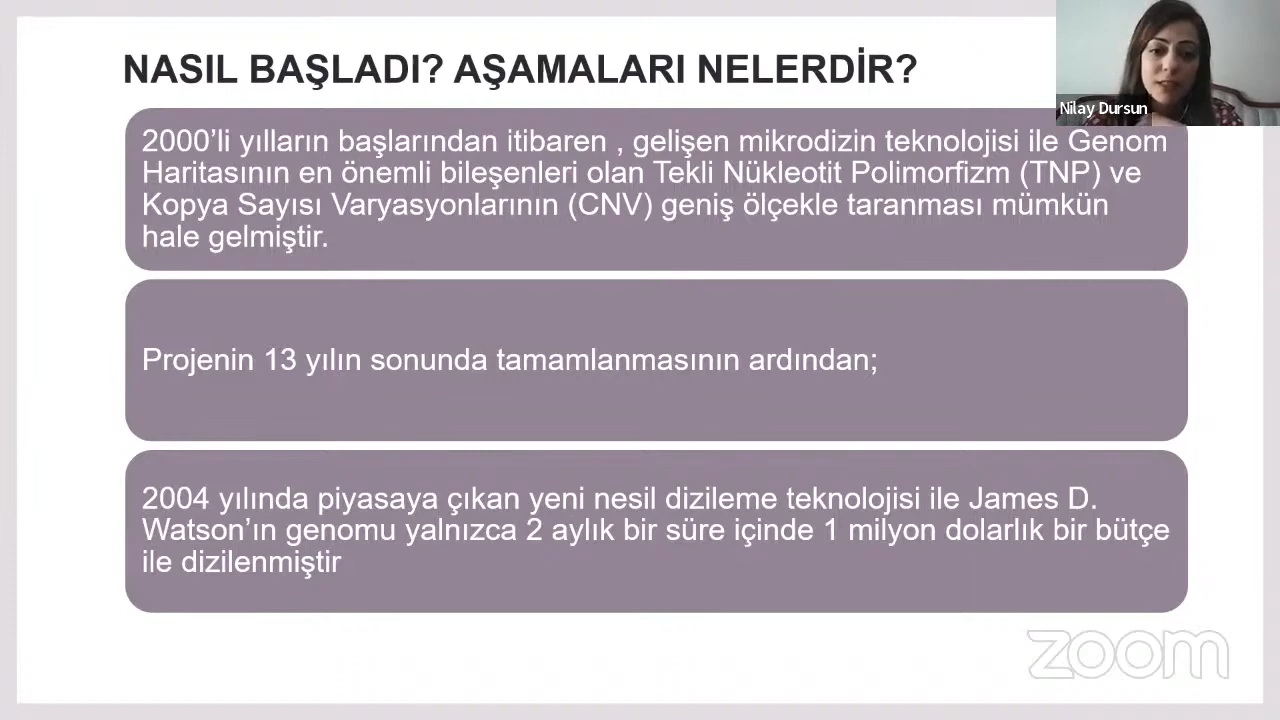 NASIL BAŞLADI? AŞAMALARI NELERDİR?
Nilay Dursun
2000’li yılların başlarından itibaren , gelişen mikrodizin teknolojisi ile Genom
Haritasının en önemli bileşenleri olan Tekli Nükleotit Polimorfizm (TNP) ve
Kopya Sayısı Varyasyonlarının (CNV) geniş ölçekle taranması mümkün
hale gelmiştir.
Projenin 13 yılın sonunda tamamlanmasının ardından;
2004 yılında piyasaya çıkan yeni nesil dizileme teknolojisi ile James D.
Watson’ın genomu yalnızca 2 aylık bir süre içinde 1 milyon dolarlık bir bütçe
ile dizilenmiştir
zoom